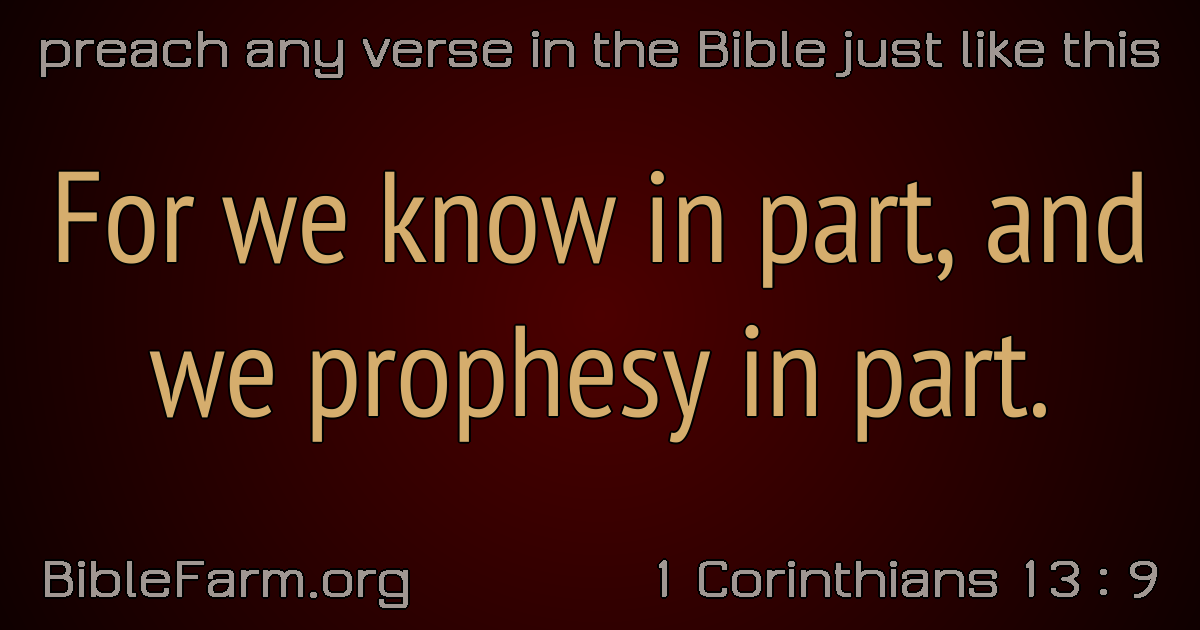 preach any verse in the Bible just like this
For we know in part, and
we prophesy in part.
BibleFarm.org
1 Corinthians 13 : 9